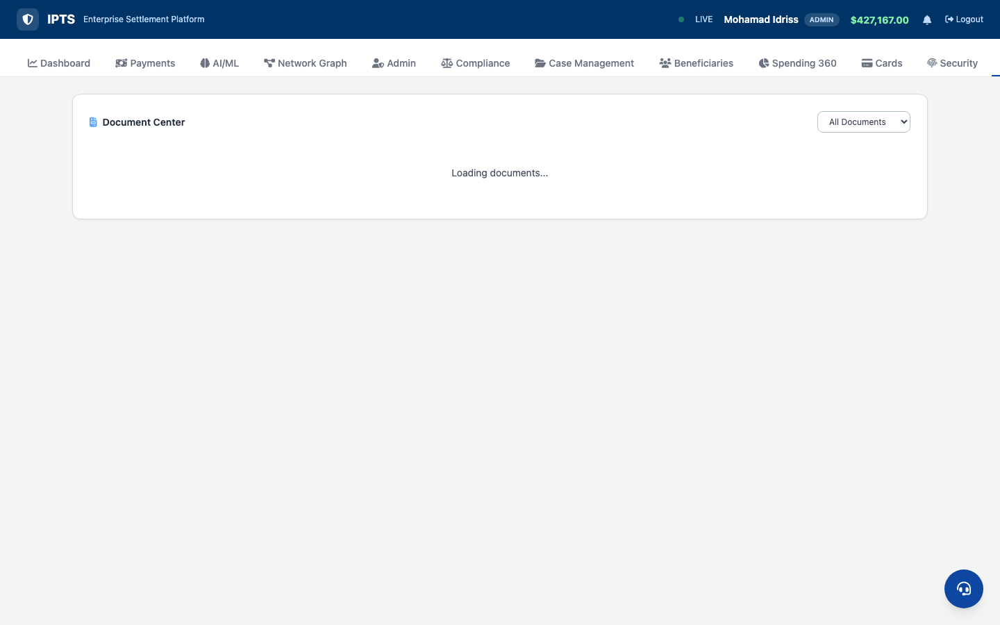 IPTS Enterprise Settlement Platform LIVE Mohamad Idriss ADMIN $427,167.00 Logout
Dashboard Payments AI/ML Network Graph Admin Compliance Case Management Beneficiaries Spending 360 Cards Security
Document Center All Documents
Loading documents...